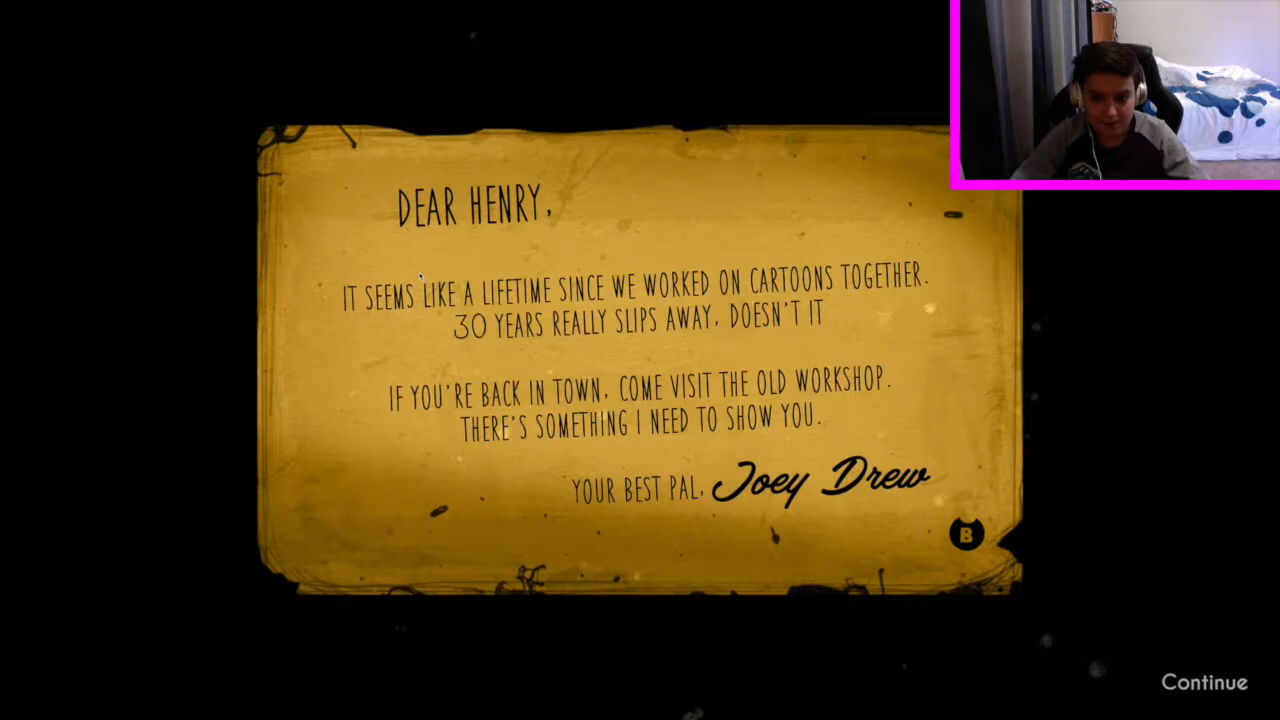 DEAR HENRY,
IT SEEMS LIKE A LIFETIME SINCE WE WORKED ON CARTOONS TOGETHER.
30 YEARS REALLY SLIPS AWAY, DOESN'T IT
IF YOU'RE BACK IN TOWN, COME VISIT THE OLD WORKSHOP.
THERE'S SOMETHING I NEED TO SHOW YOU.
YOUR BEST PAL, Joey Drew
B
Continue